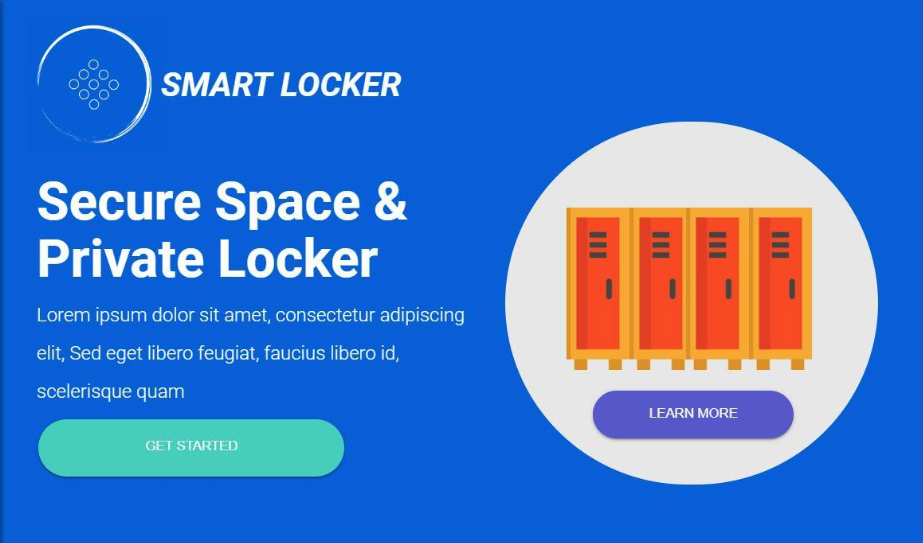 SMART LOCKER
Secure Space &
Private Locker
Lorem ipsum dolor sit amet, consectetur adipiscing
elit, Sed eget libero feugiat, faucius libero id,
scelerisque quam
GET STARTED
LEARN MORE